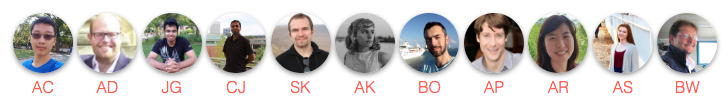 AC AD JG CJ SK AK BO AP AR AS BW